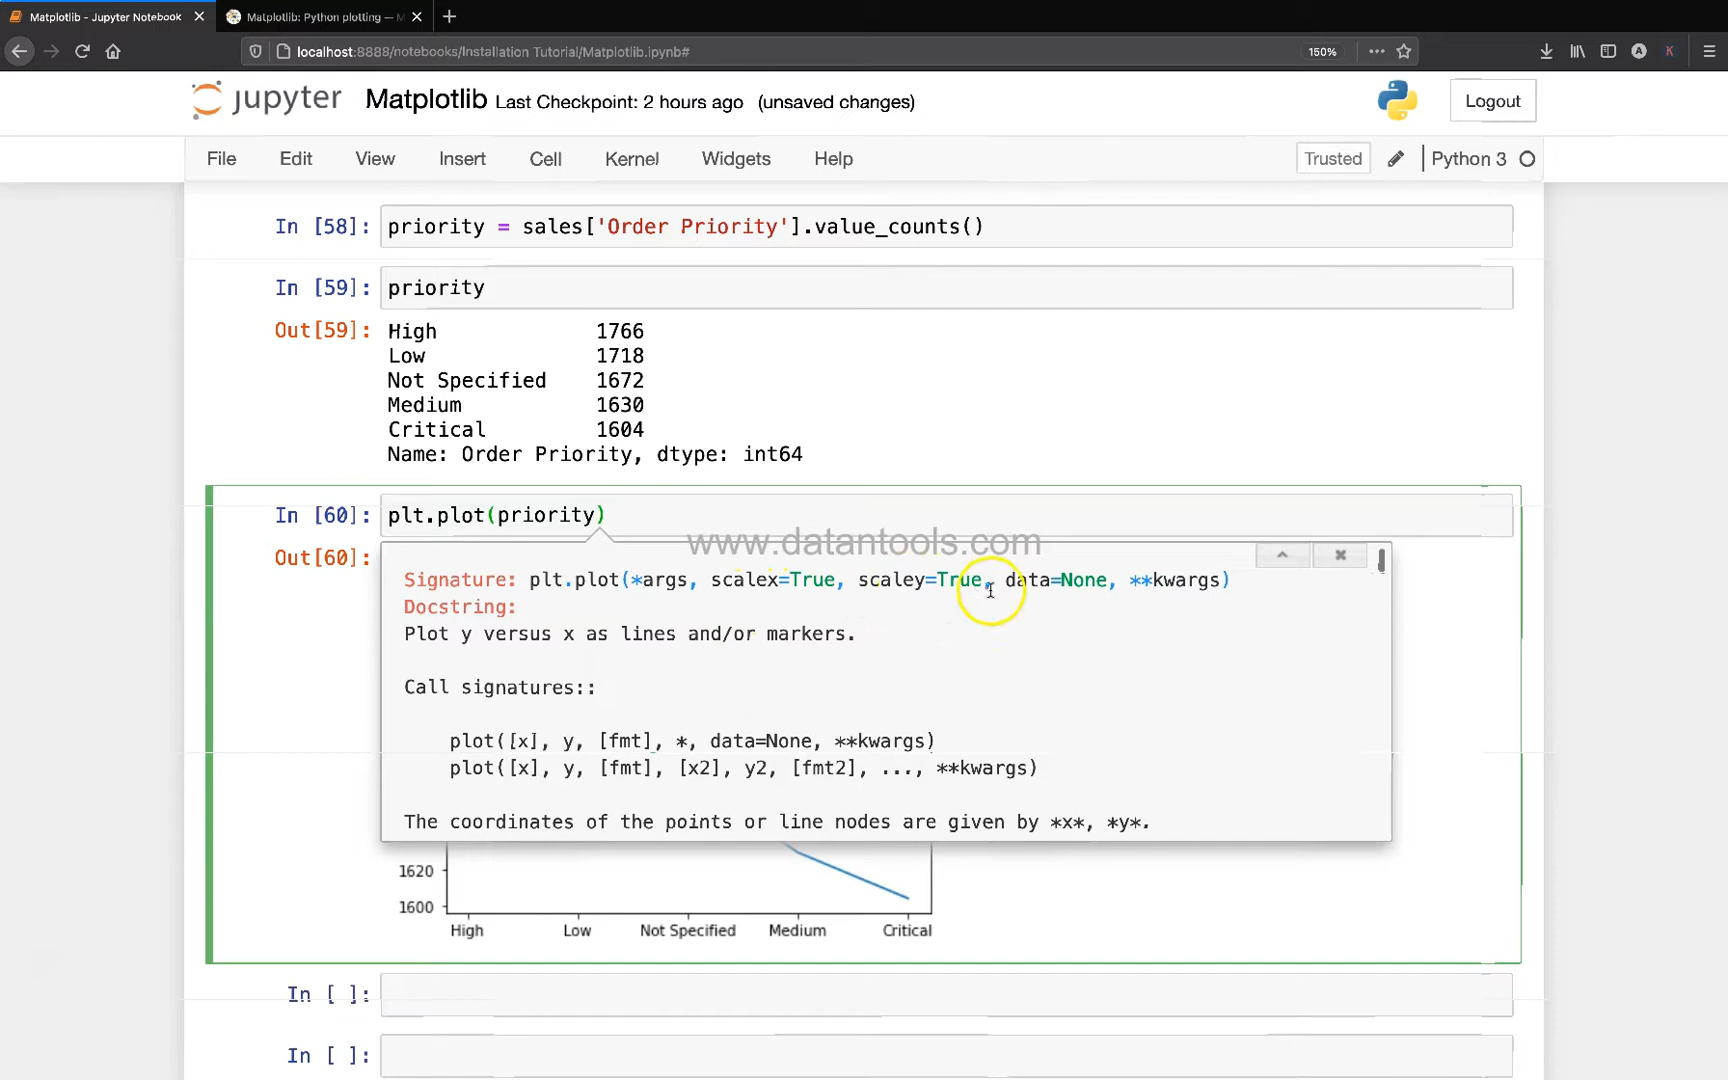 Matplotlib - Jupyter Notebook
Matplotlib: Python plotting — M
localhost:8888/notebooks/Installation Tutorial/Matplotlib.ipynb#
150%
jupyter Matplotlib Last Checkpoint: 2 hours ago (unsaved changes)
Logout
File Edit View Insert Cell Kernel Widgets Help
Trusted
Python 3
In [58]: priority = sales['Order Priority'].value_counts()
In [59]: priority
Out[59]: High 1766
Low 1718
Not Specified 1672
Medium 1630
Critical 1604
Name: Order Priority, dtype: int64
In [60]: plt.plot(priority)
www.datantools.com
Out[60]:
Signature: plt.plot(*args, scalex=True, scaley=True, data=None, **kwargs)
Docstring:
Plot y versus x as lines and/or markers.
Call signatures::
plot([x], y, [fmt], *, data=None, **kwargs)
plot([x], y, [fmt], [x2], y2, [fmt2], ..., **kwargs)
The coordinates of the points or line nodes are given by *x*, *y*.
1620
1600
High Low Not Specified Medium Critical
In [ ]:
In [ ]: